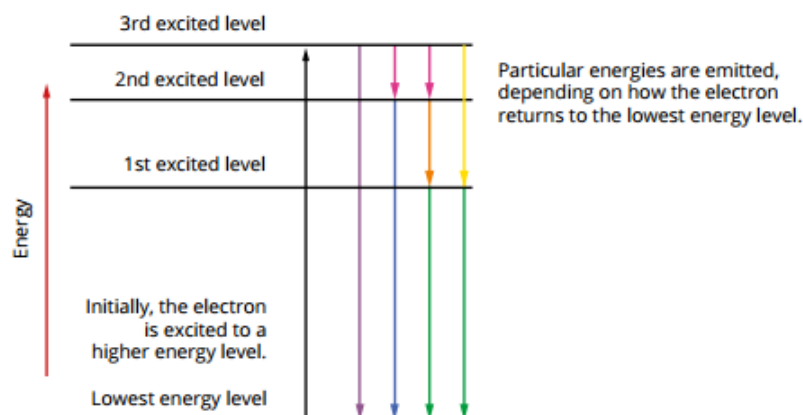 3rd excited level
2nd excited level
Particular energies are emitted,
depending on how the electron
returns to the lowest energy level.
1st excited level
Energy
Initially, the electron
is excited to a
higher energy level.
Lowest energy level